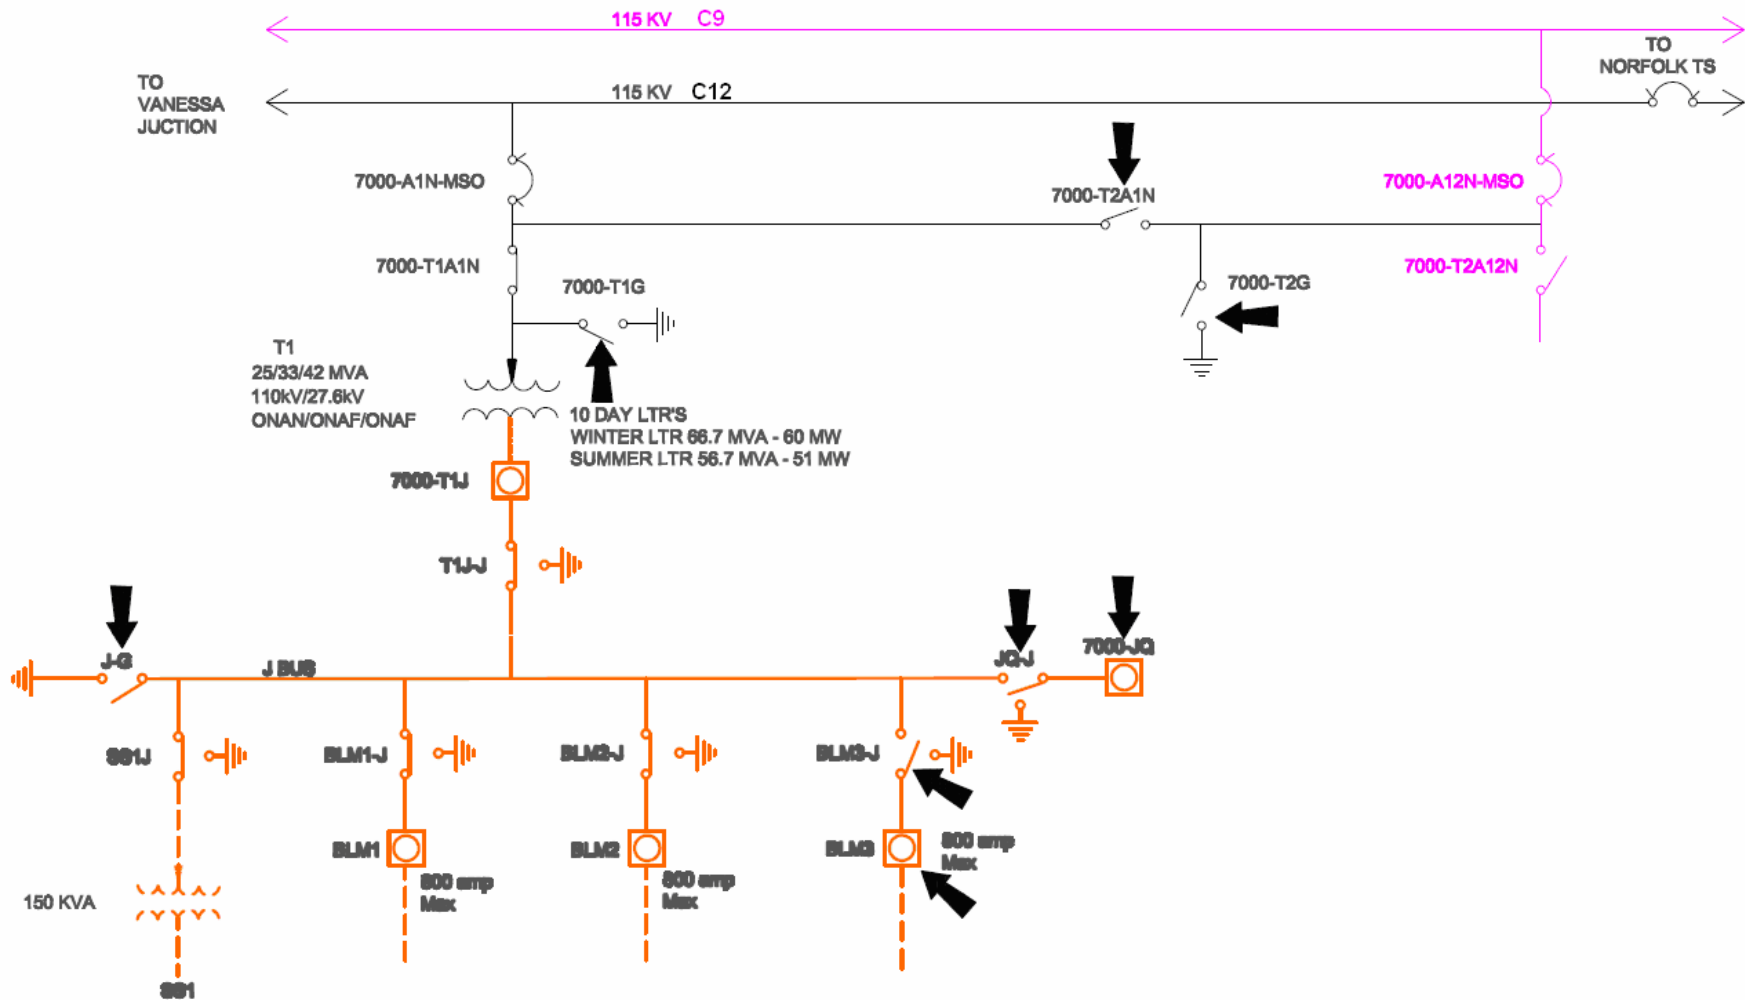 115 KV C9
TO
NORFOLK TS
TO
VANESSA
JUCTION
115 KV C12
7000-A1N-MSO
7000-T2A1N
7000-A12N-MSO
7000-T1A1N
7000-T1G
7000-T2G
7000-T2A12N
T1
25/33/42 MVA
110kV/27.6kV
ONAN/ONAF/ONAF
10 DAY LTR'S
WINTER LTR 66.7 MVA - 60 MW
SUMMER LTR 56.7 MVA - 51 MW
7000-T1J
T1J-J
J-G
J BUS
JQ-J
7000-JQ
SS1J
BLM1-J
BLM2-J
BLM3-J
BLM1
BLM2
BLM3
800 amp
Max
800 amp
Max
800 amp
Max
150 KVA
SS1